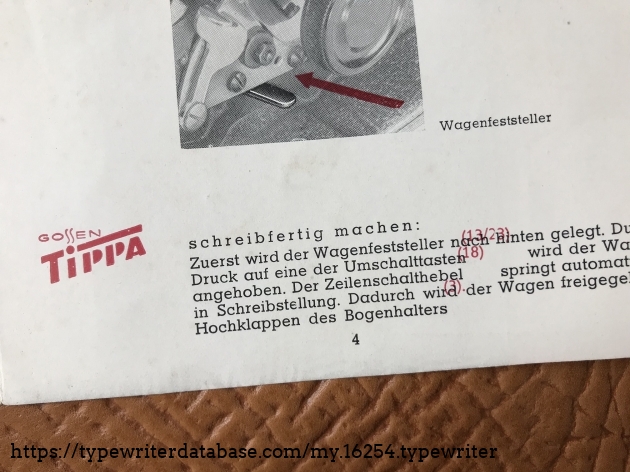 Wagenfeststeller
GOSSEN
TIPPA
schreibfertig machen:
Zuerst wird der Wagenfeststeller nach hinten gelegt. Du
(13/23)
Druck auf eine der Umschalttasten (18) wird der Wa
angehoben. Der Zeilenschalthebel springt automat
in Schreibstellung. Dadurch wird der Wagen freigege
(3).
Hochklappen des Bogenhalters
4
https://typewriterdatabase.com/my.16254.typewriter